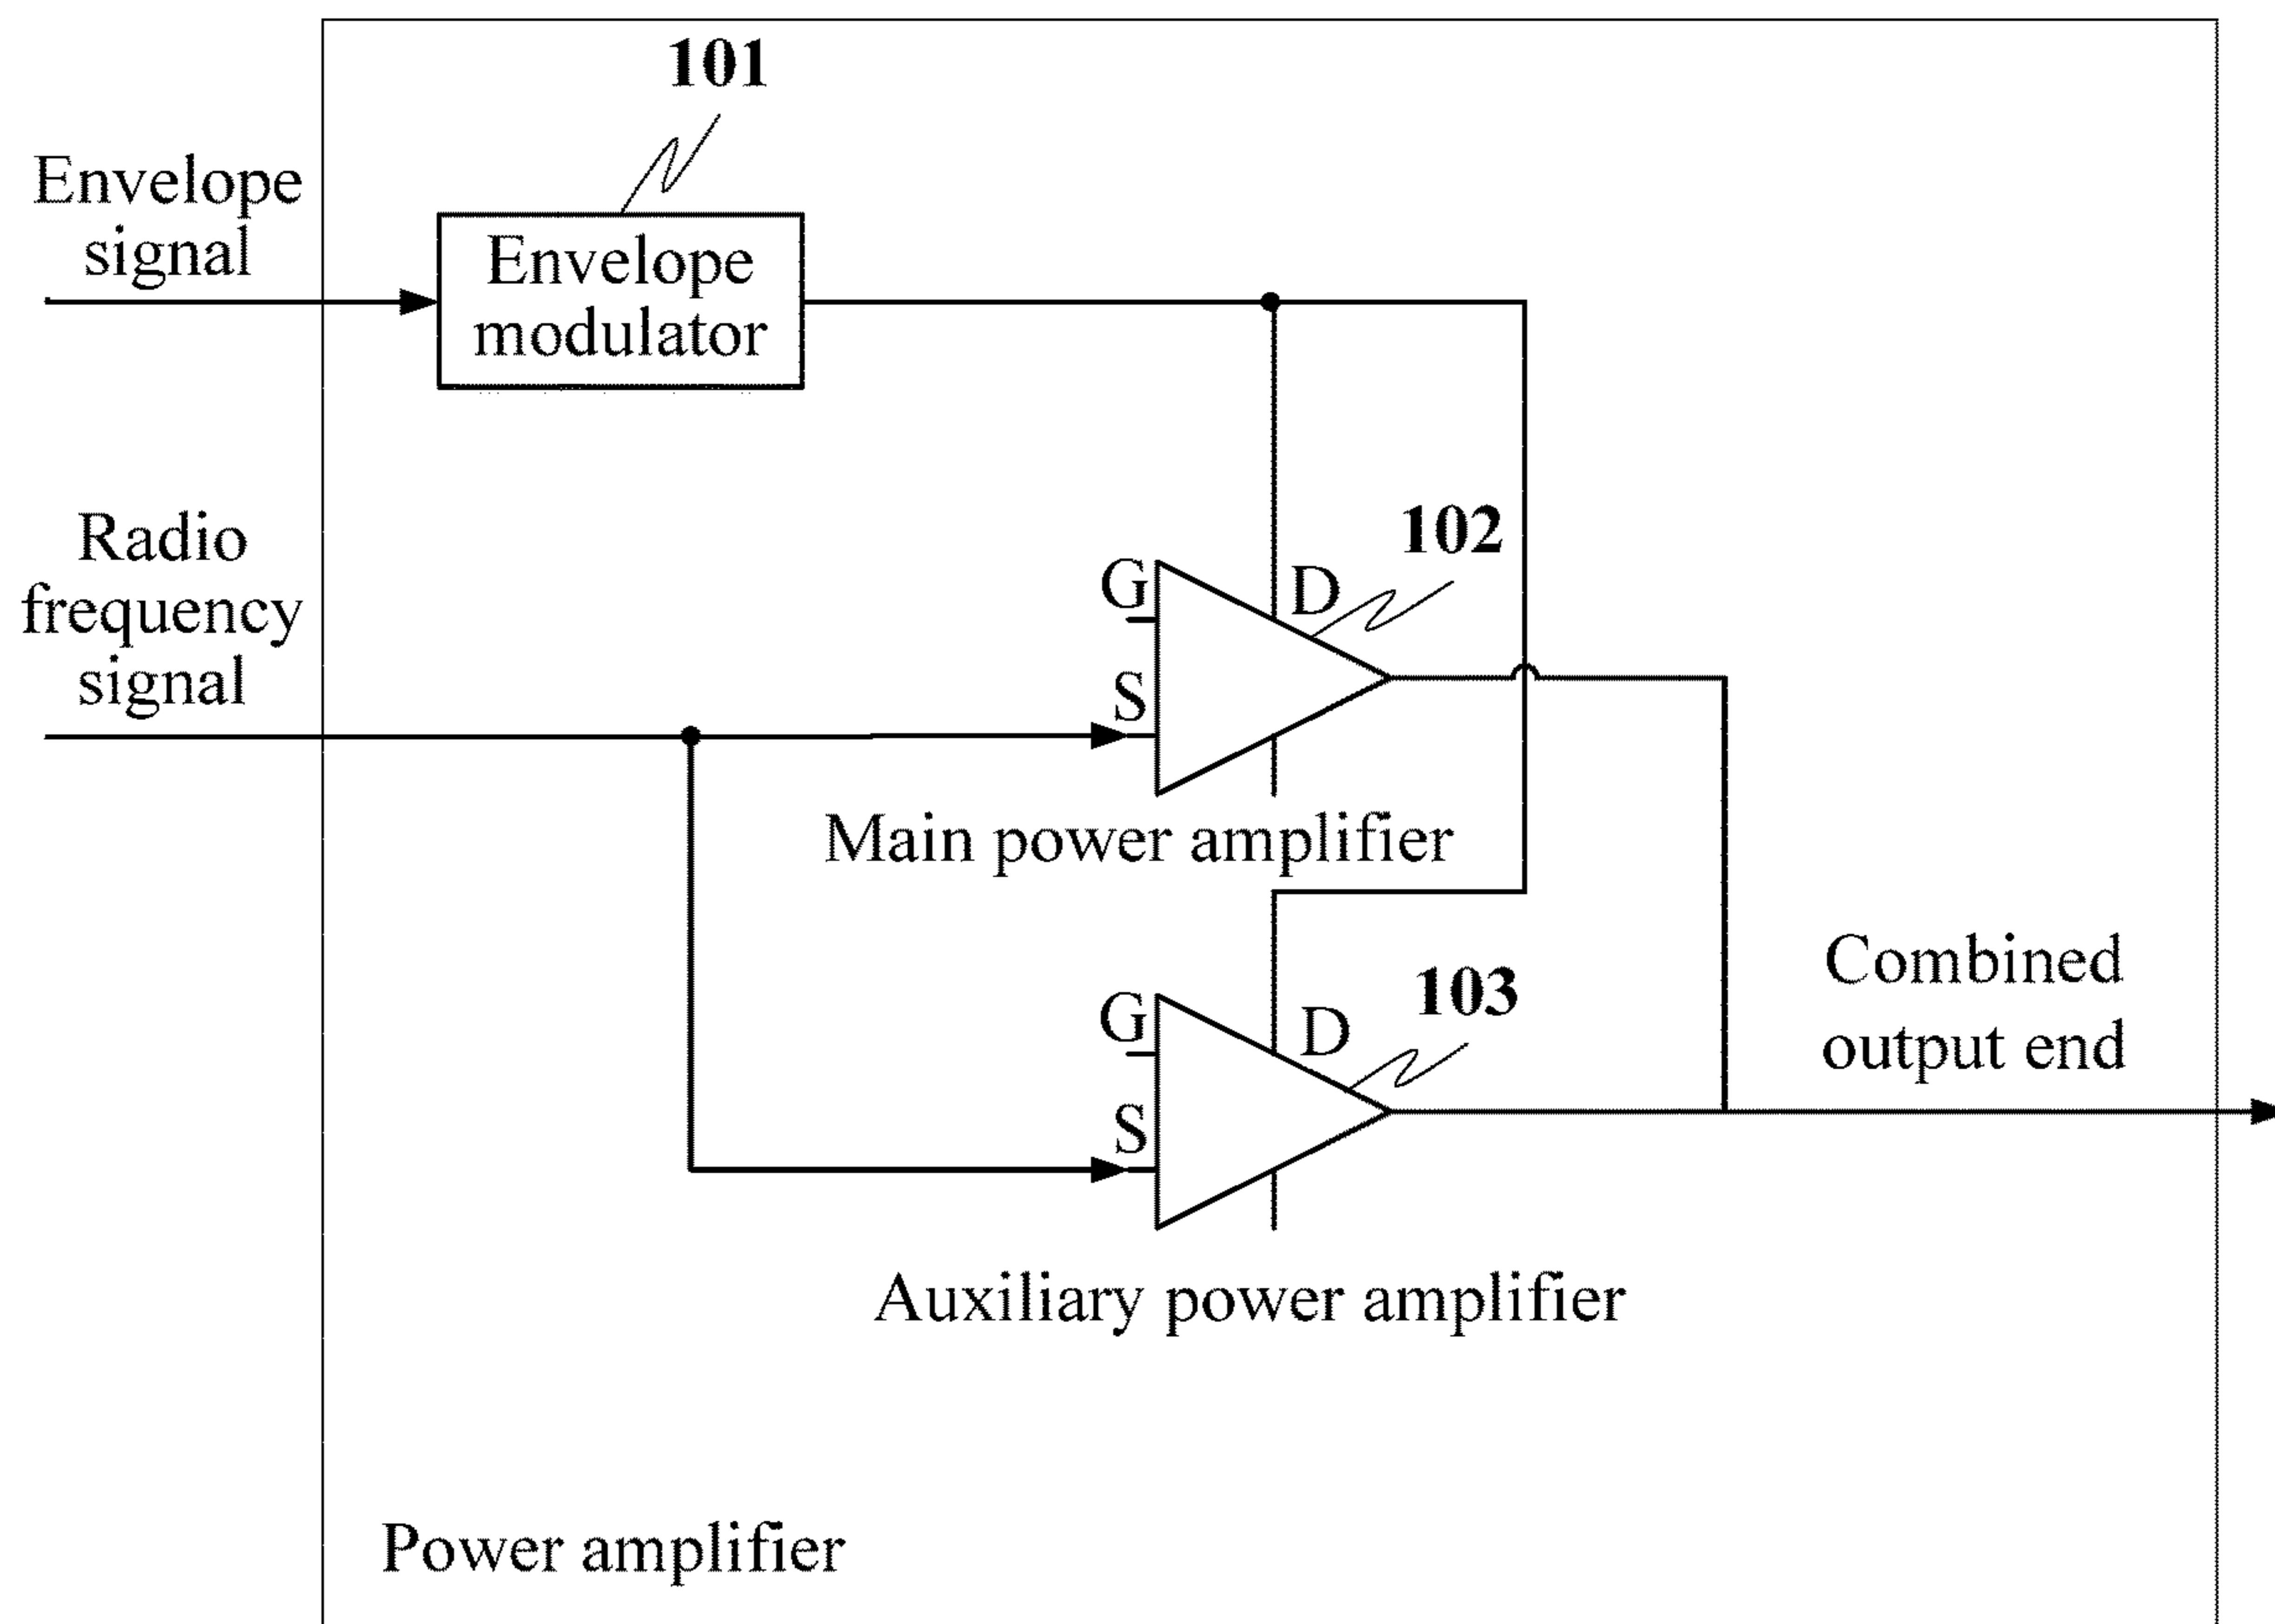 101
Envelope
signal
Envelope
modulator
Radio
frequency
signal
102
G
D
S
Main power amplifier
103
G
D
S
Combined
output end
Auxiliary power amplifier
Power amplifier